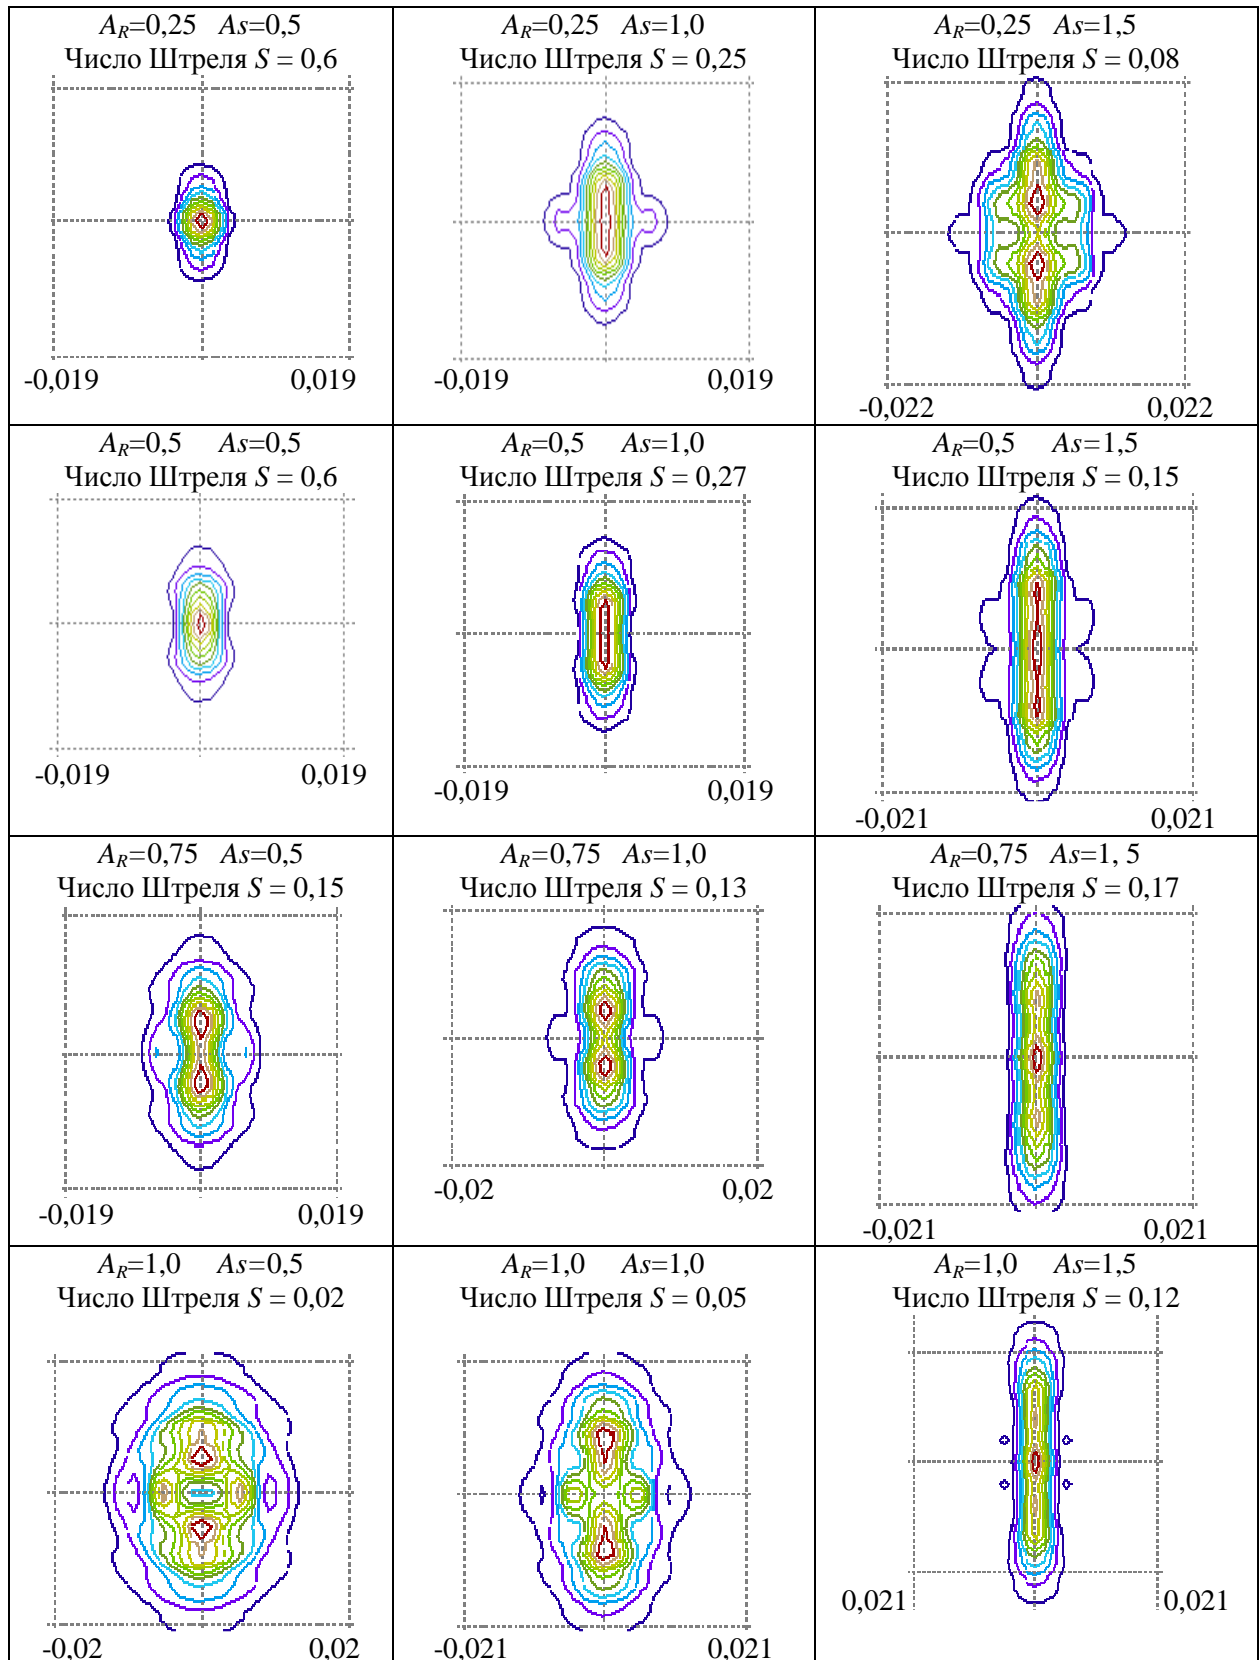 A_R=0,25 As=0,5
Число Штреля S = 0,6
-0,019 0,019
A_R=0,25 As=1,0
Число Штреля S = 0,25
-0,019 0,019
A_R=0,25 As=1,5
Число Штреля S = 0,08
-0,022 0,022
A_R=0,5 As=0,5
Число Штреля S = 0,6
-0,019 0,019
A_R=0,5 As=1,0
Число Штреля S = 0,27
-0,019 0,019
A_R=0,5 As=1,5
Число Штреля S = 0,15
-0,021 0,021
A_R=0,75 As=0,5
Число Штреля S = 0,15
-0,019 0,019
A_R=0,75 As=1,0
Число Штреля S = 0,13
-0,02 0,02
A_R=0,75 As=1, 5
Число Штреля S = 0,17
-0,021 0,021
A_R=1,0 As=0,5
Число Штреля S = 0,02
-0,02 0,02
A_R=1,0 As=1,0
Число Штреля S = 0,05
-0,021 0,021
A_R=1,0 As=1,5
Число Штреля S = 0,12
0,021 0,021